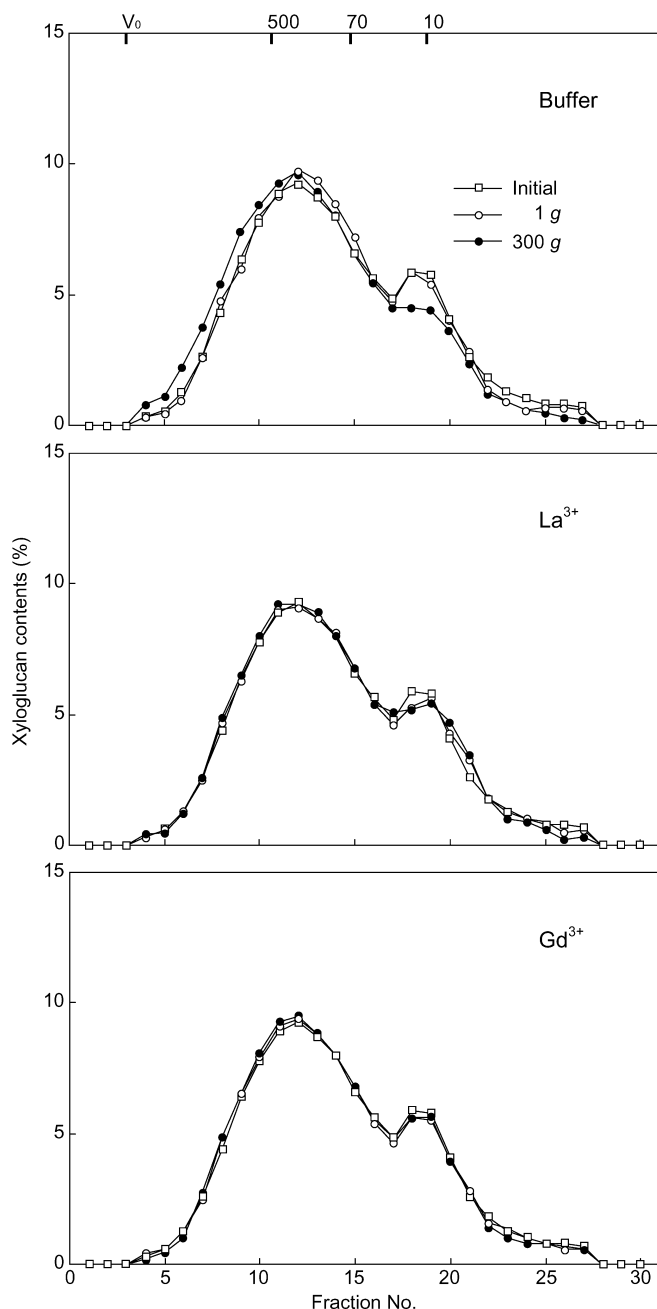 V₀ 500 70 10
15
Buffer
Initial
1 g
300 g
10
5
0
15
La³⁺
10
5
0
Xyloglucan contents (%)
15
Gd³⁺
10
5
0
0 5 10 15 20 25 30
Fraction No.